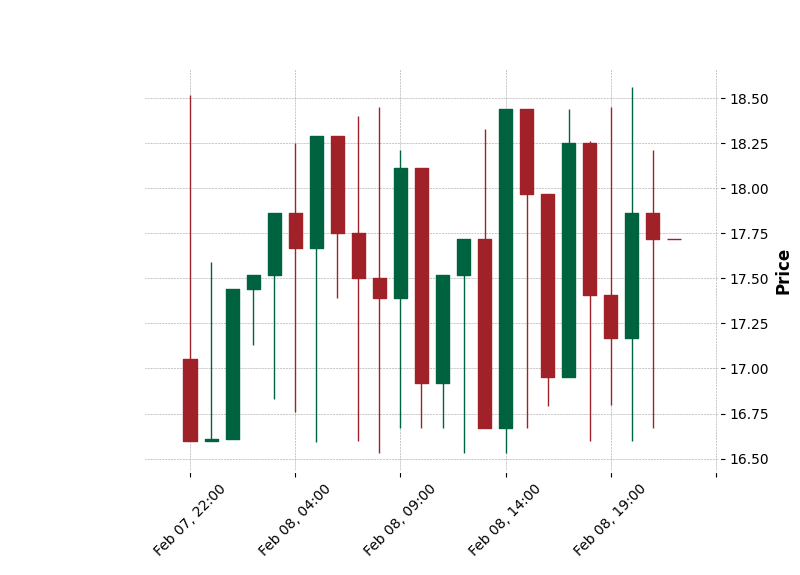 18.50
18.25
18.00
17.75
17.50
17.25
17.00
16.75
16.50
Price
Feb 07, 22:00
Feb 08, 04:00
Feb 08, 09:00
Feb 08, 14:00
Feb 08, 19:00